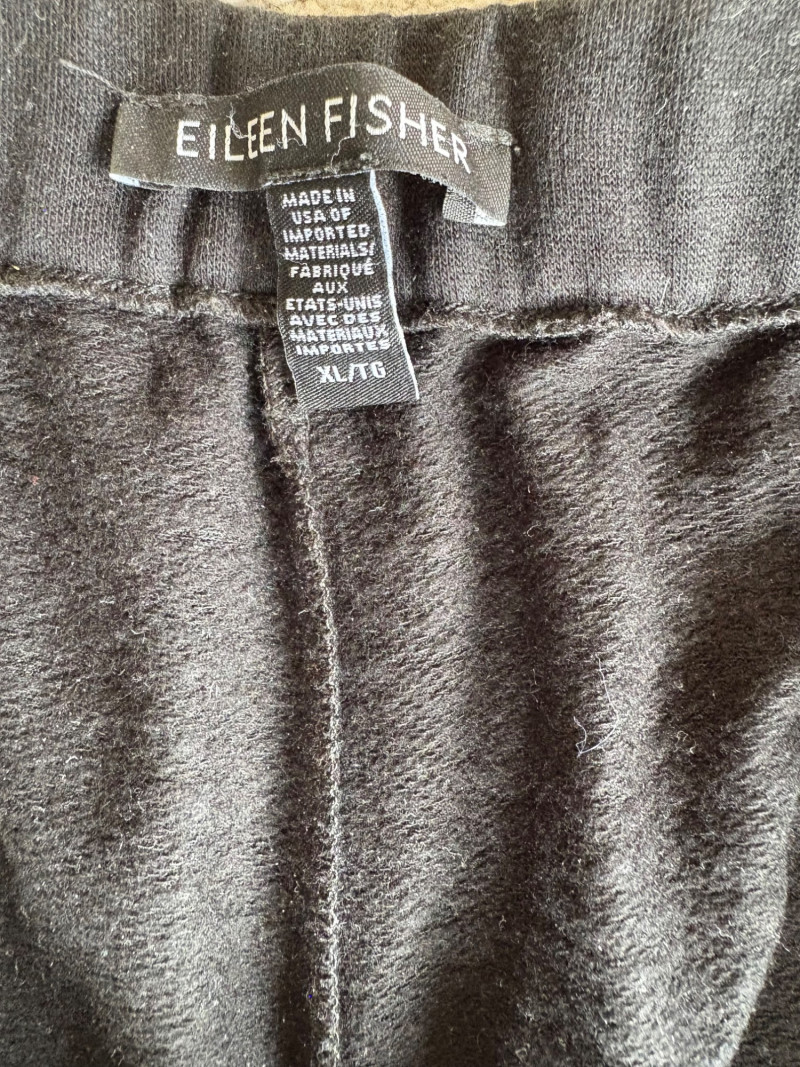 EILEEN FISHER
MADE IN
USA OF
IMPORTED
MATERIALS/
FABRIQUÉ
AUX
ETATS-UNIS
AVEC DES
MATERIAUX
IMPORTES
XL/TG